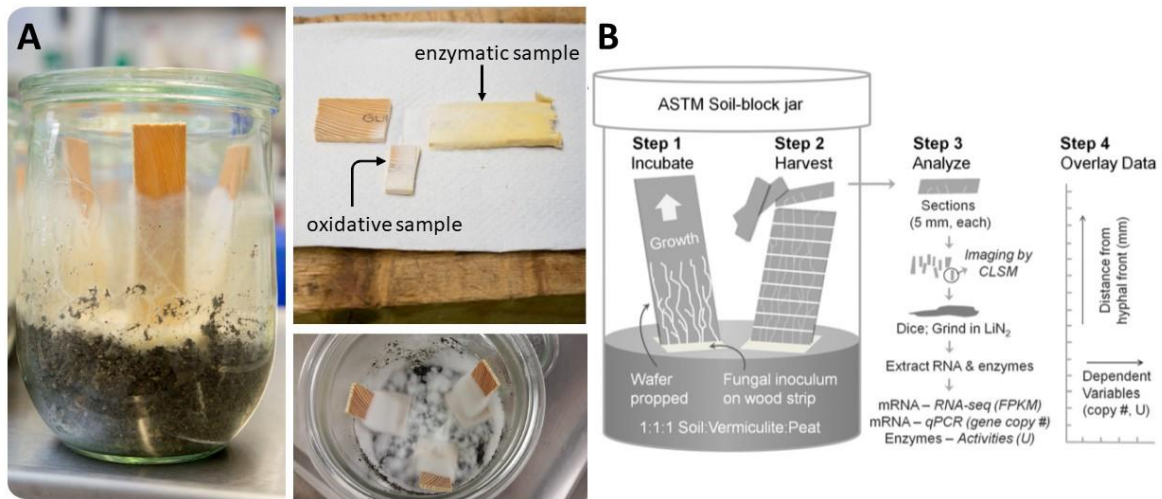 A
enzymatic sample
oxidative sample
B
ASTM Soil-block jar
Step 1
Incubate
Step 2
Harvest
Growth
Wafer
propped
Fungal inoculum
on wood strip
1:1:1 Soil:Vermiculite:Peat
Step 3
Analyze
Sections
(5 mm, each)
Imaging by
CLSM
Dice; Grind in LiN₂
Extract RNA & enzymes
mRNA – RNA-seq (FPKM)
mRNA – qPCR (gene copy #)
Enzymes – Activities (U)
Step 4
Overlay Data
Distance from
hyphal front (mm)
Dependent
Variables
(copy #, U)